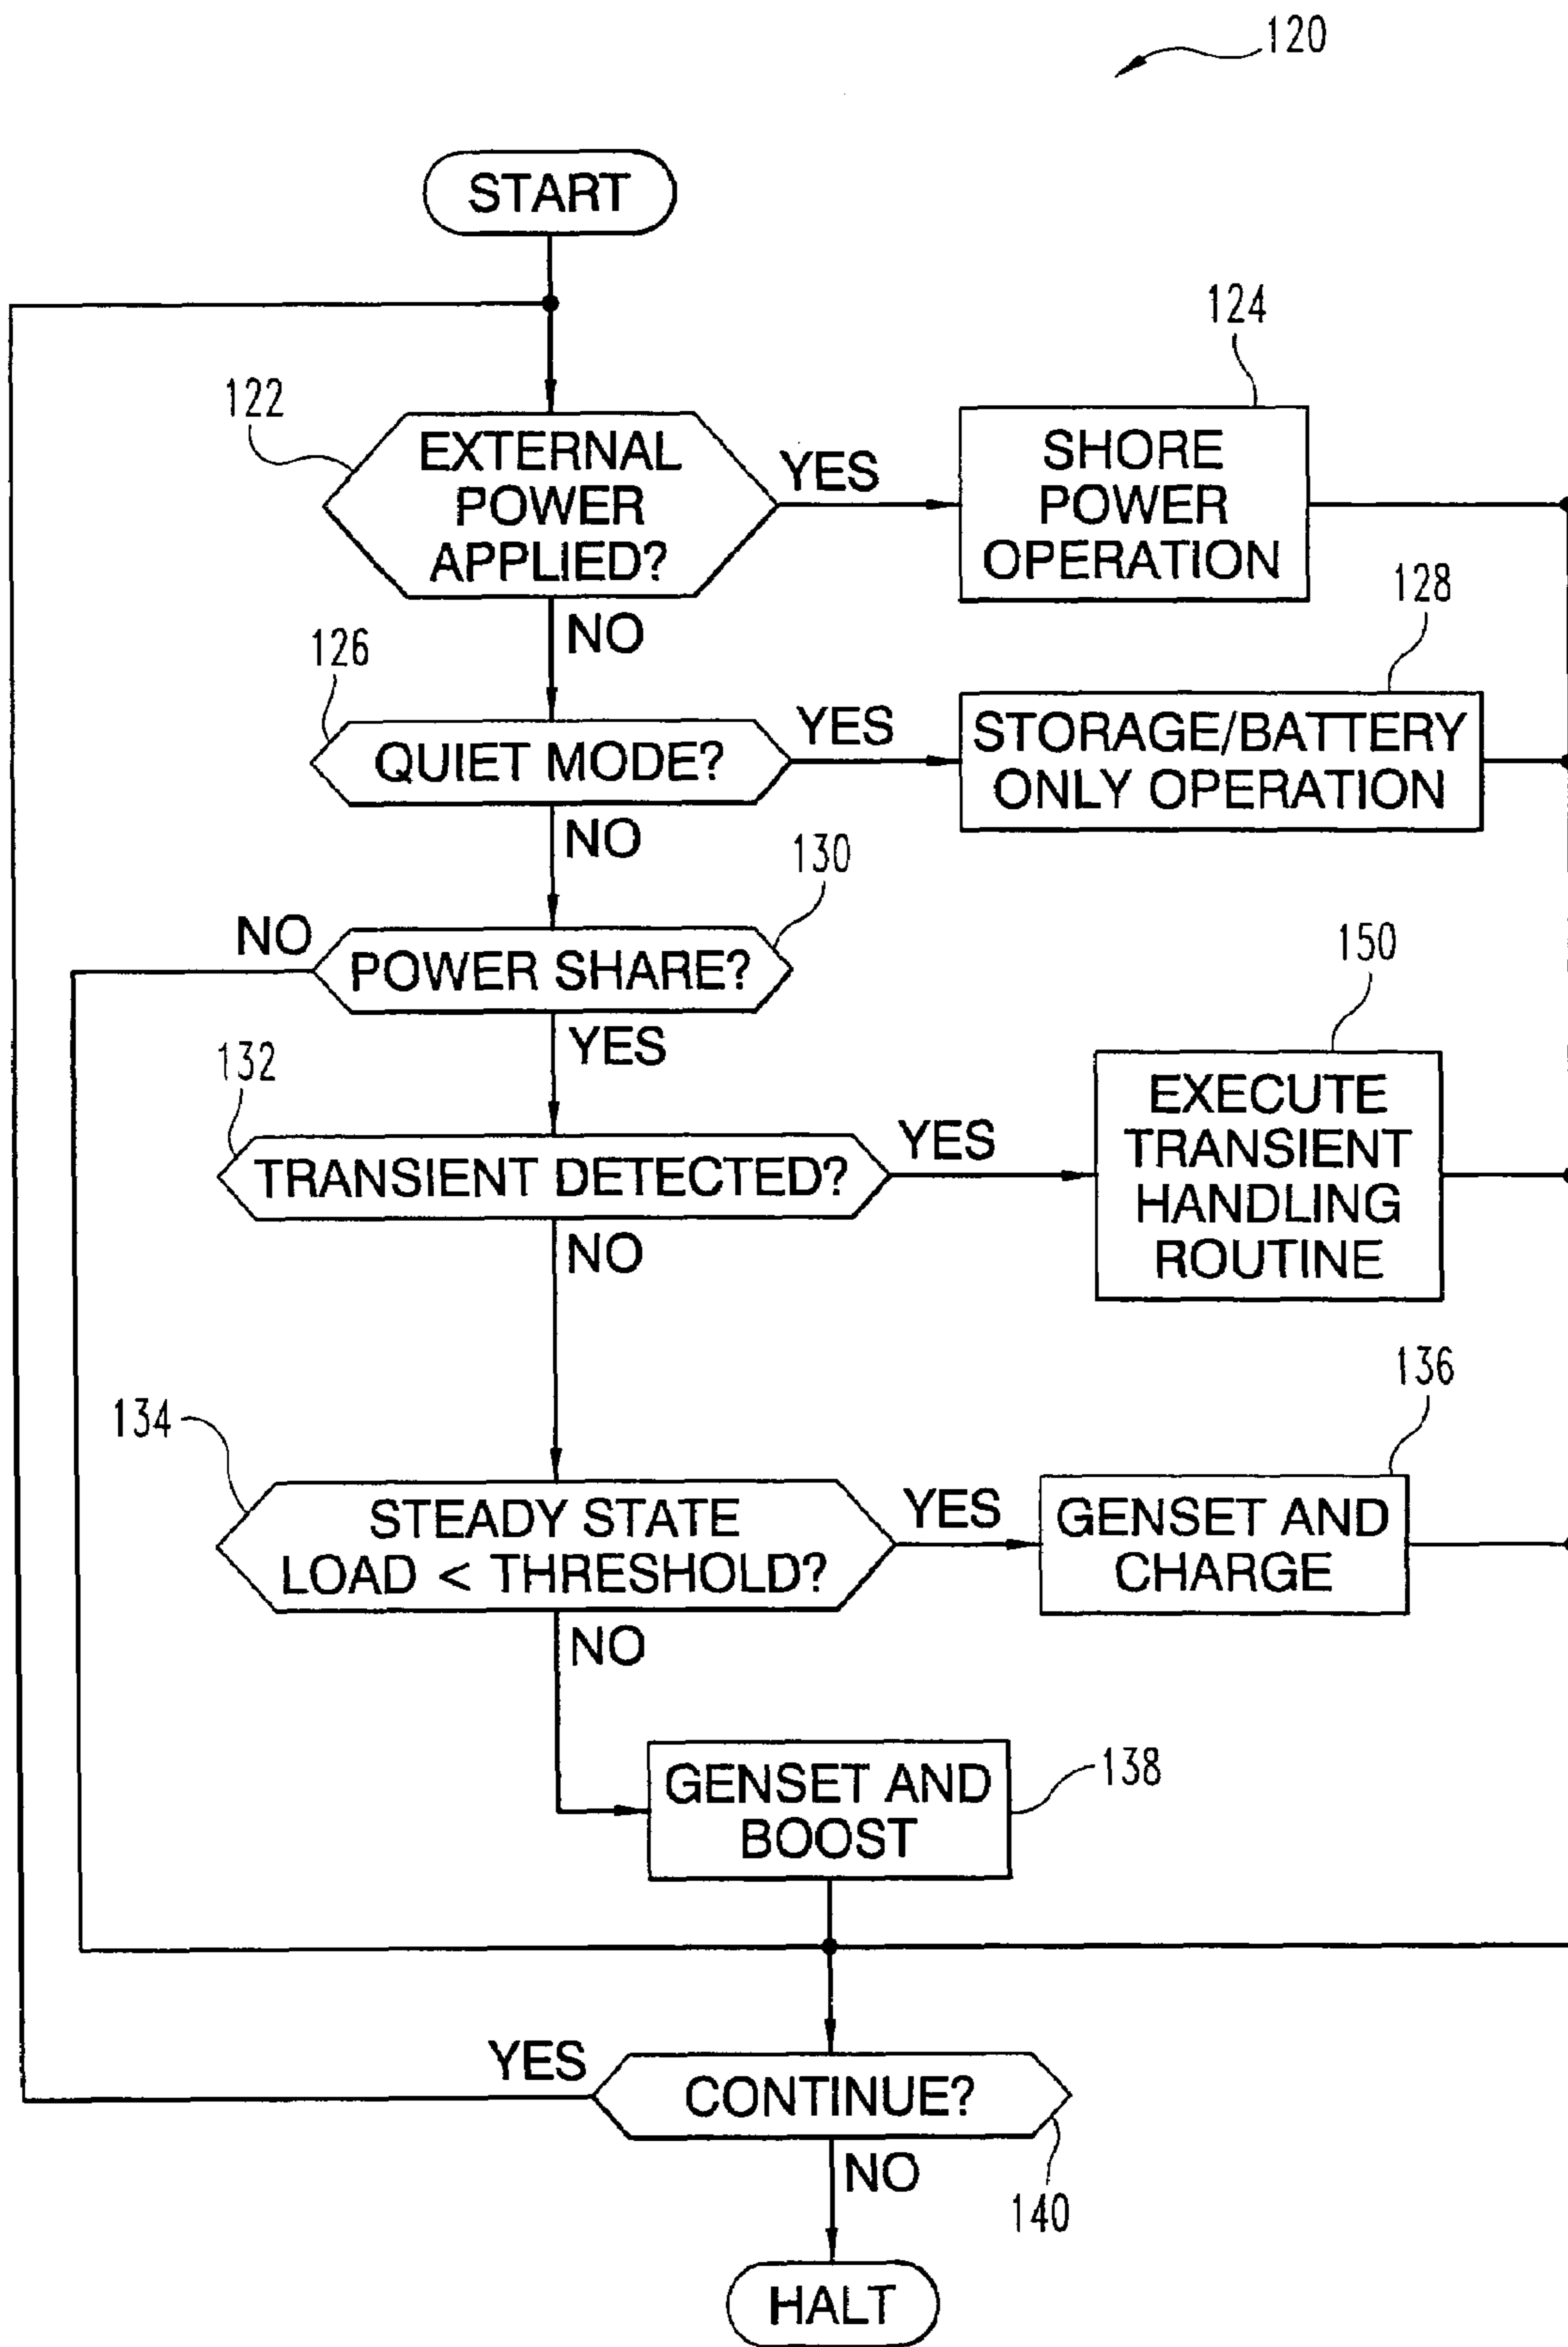 120
START
124
122
EXTERNAL
POWER
APPLIED?
YES
SHORE
POWER
OPERATION
NO
128
126
QUIET MODE?
YES
STORAGE/BATTERY
ONLY OPERATION
NO
130
NO
POWER SHARE?
150
YES
132
TRANSIENT DETECTED?
YES
EXECUTE
TRANSIENT
HANDLING
ROUTINE
NO
136
134
STEADY STATE
LOAD < THRESHOLD?
YES
GENSET AND
CHARGE
NO
GENSET AND
BOOST
138
YES
CONTINUE?
NO
140
HALT